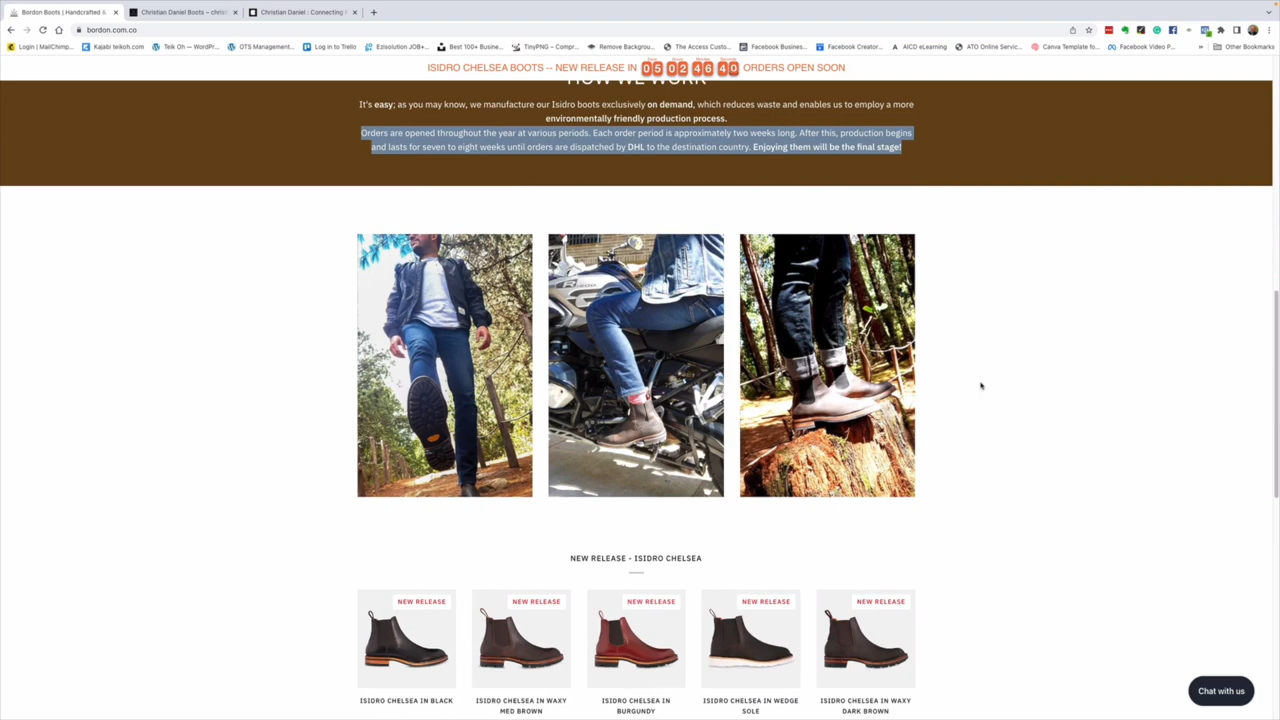 Bordon Boots | Handcrafted &
Christian Daniel Boots – chris
Christian Daniel : Connecting
bordon.com.co
Login | MailChimp...
Kajabi teikoh.com
Teik Oh — WordPr...
OTS Management...
Log in to Trello
Ezisolution JOB+...
Best 100+ Busine...
TinyPNG – Compr...
Remove Backgrou...
The Access Custo...
Facebook Busines...
Facebook Creator...
AICD eLearning
ATO Online Servic...
Canva Template fo...
Facebook Video P...
Other Bookmarks
ISIDRO CHELSEA BOOTS -- NEW RELEASE IN 05 02 46 40 ORDERS OPEN SOON
HOW WE WORK
It's easy; as you may know, we manufacture our Isidro boots exclusively on demand, which reduces waste and enables us to employ a more
environmentally friendly production process.
Orders are opened throughout the year at various periods. Each order period is approximately two weeks long. After this, production begins
and lasts for seven to eight weeks until orders are dispatched by DHL to the destination country. Enjoying them will be the final stage!
NEW RELEASE - ISIDRO CHELSEA
NEW RELEASE
NEW RELEASE
NEW RELEASE
NEW RELEASE
NEW RELEASE
ISIDRO CHELSEA IN BLACK
ISIDRO CHELSEA IN WAXY
MED BROWN
ISIDRO CHELSEA IN
BURGUNDY
ISIDRO CHELSEA IN WEDGE
SOLE
ISIDRO CHELSEA IN WAXY
DARK BROWN
Chat with us